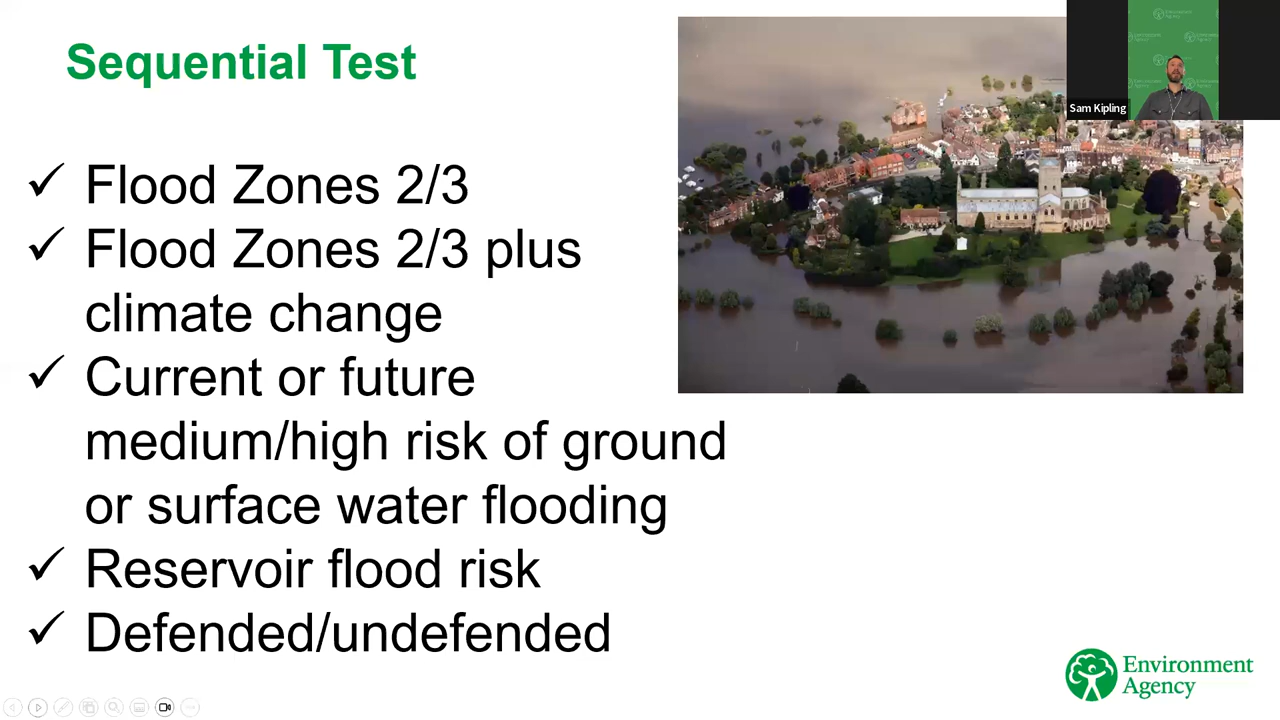 Sequential Test
✓ Flood Zones 2/3
✓ Flood Zones 2/3 plus
climate change
✓ Current or future
medium/high risk of ground
or surface water flooding
✓ Reservoir flood risk
✓ Defended/undefended
Sam Kipling
Environment
Agency